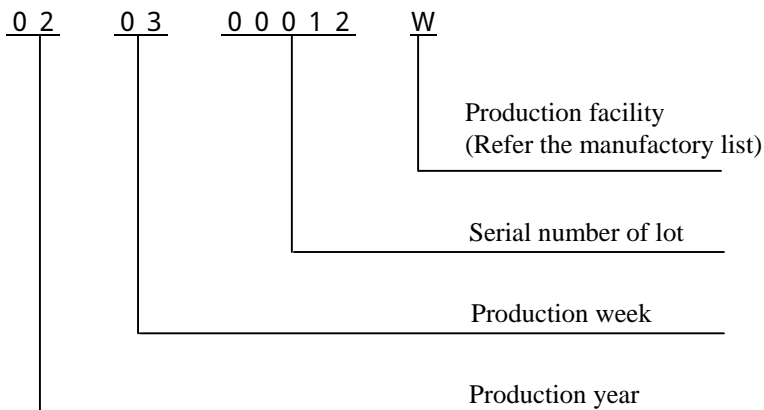 0 2 0 3 0 0 0 1 2 W
Production facility
(Refer the manufactory list)
Serial number of lot
Production week
Production year